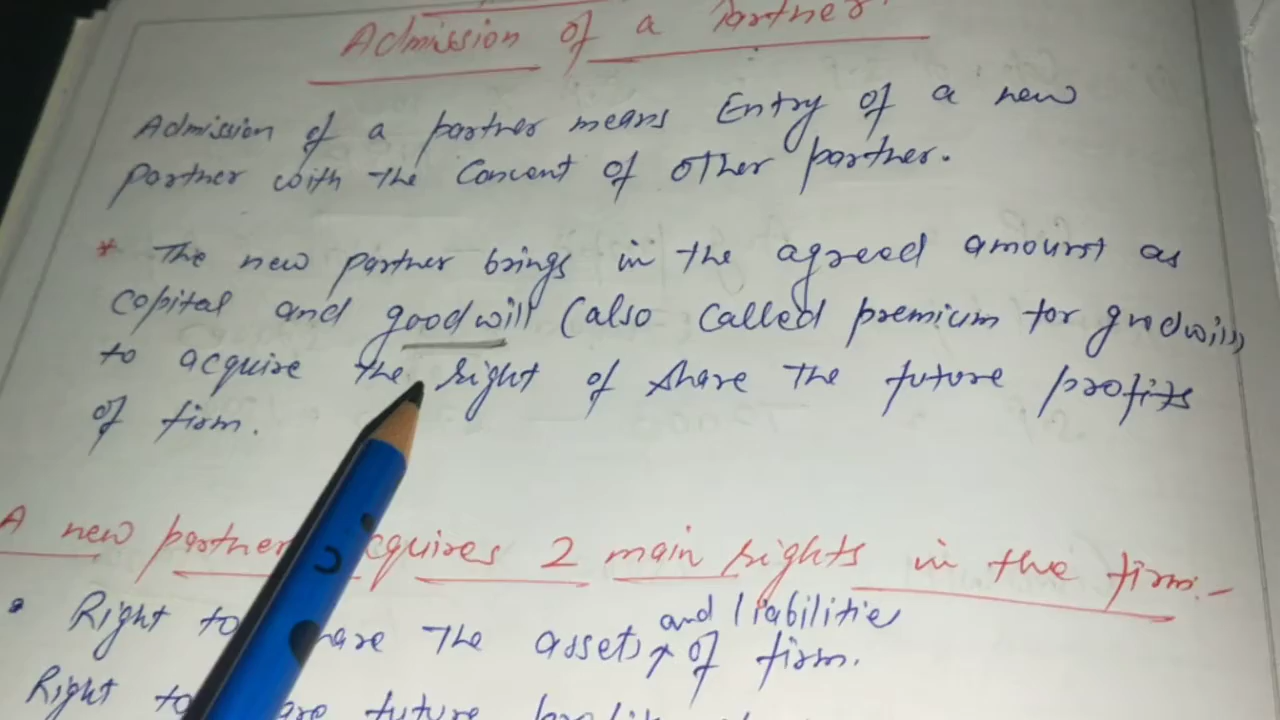 Admission of a Partner.
Admission of a partner means Entry of a new
partner with the Concent of other partner.
* The new partner brings in the agreed amount as
capital and goodwill (also called premium for goodwill)
to acquire the right of share the future profits
of firm.
A new partner acquires 2 main rights in the firm:-
• Right to share the assets and liabilities of firm.
Right to future